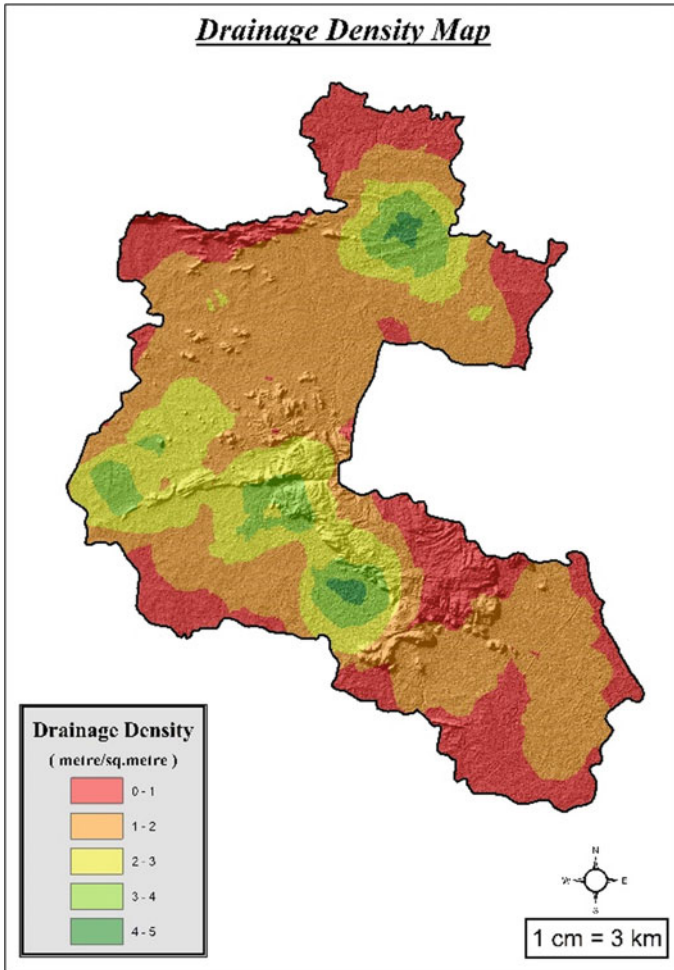 Drainage Density Map
Drainage Density
( metre/sq.metre )
0 - 1
1 - 2
2 - 3
3 - 4
4 - 5
N
W
E
S
1 cm = 3 km